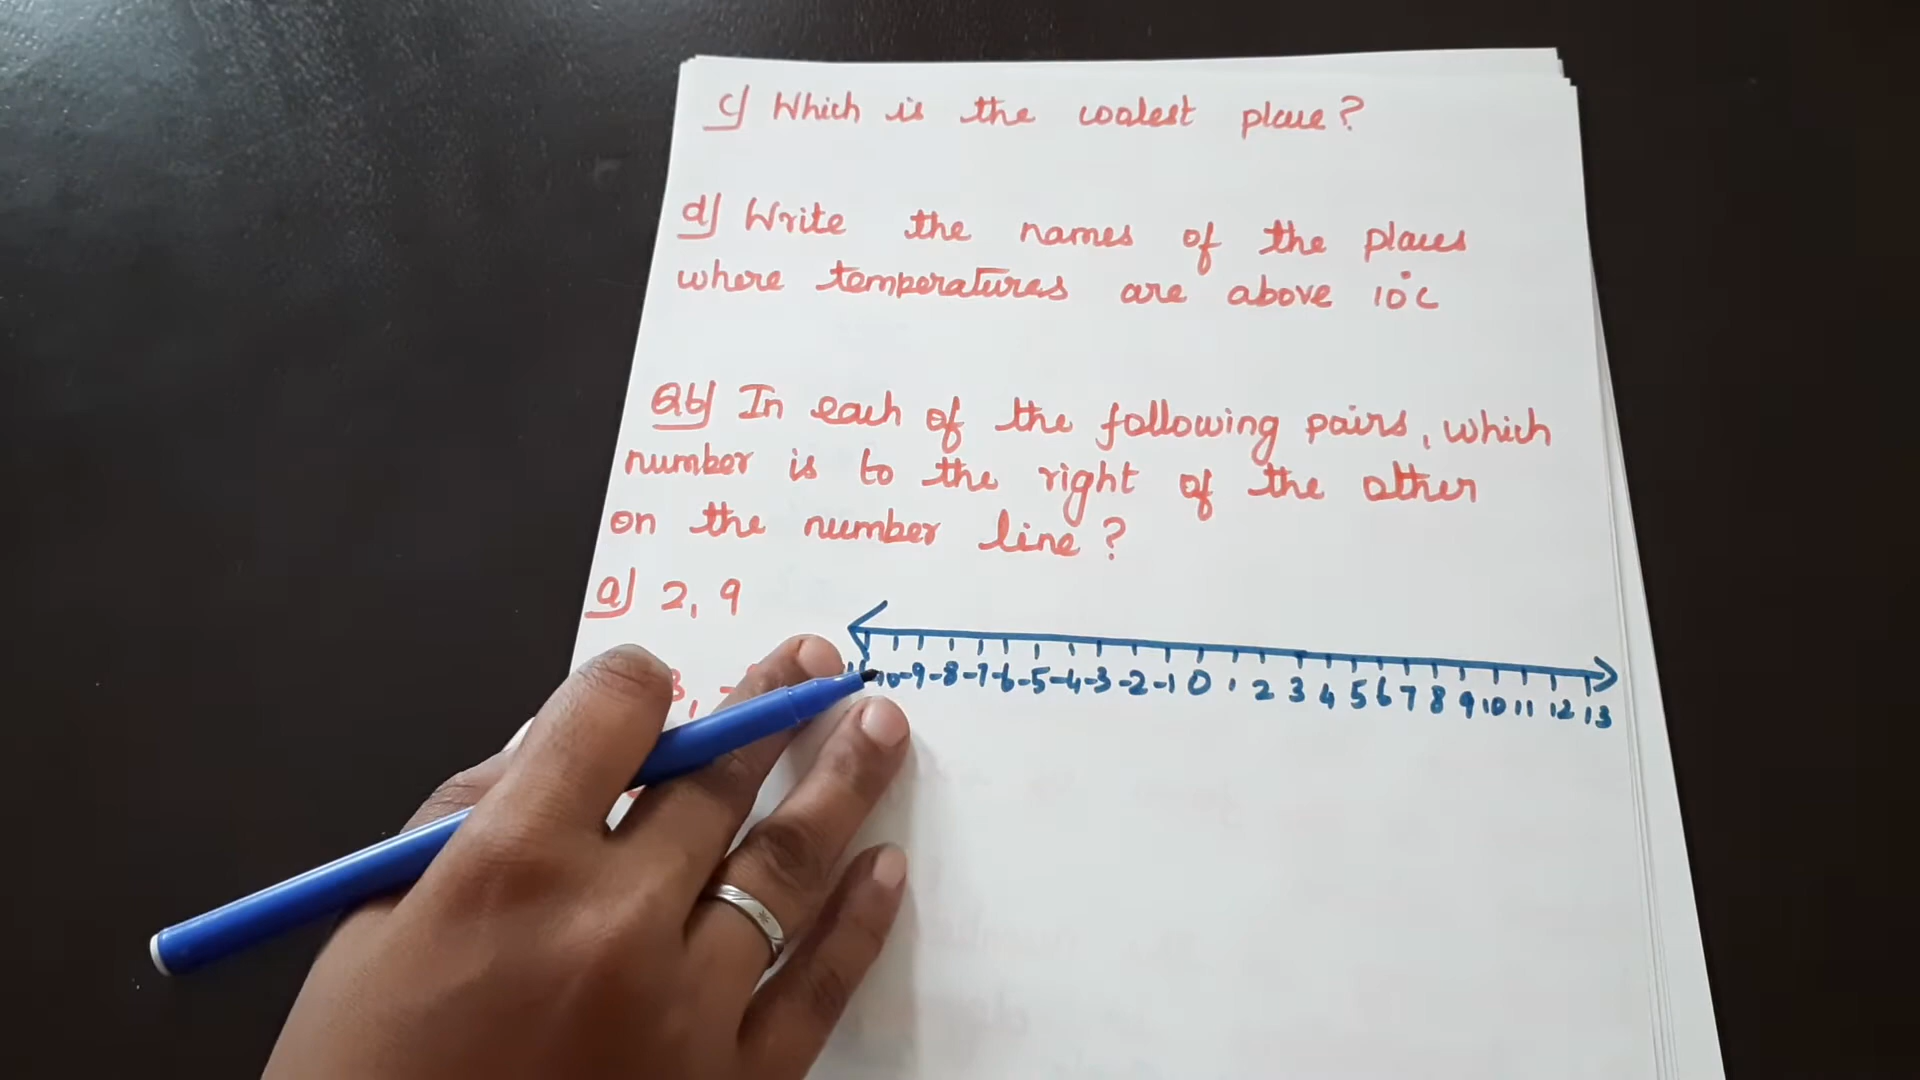 c) Which is the coolest place?
d) Write the names of the places
where temperatures are above 10°C
Q6) In each of the following pairs, which
number is to the right of the other
on the number line?
a) 2, 9
-9 -8 -7 -6 -5 -4 -3 -2 -1 0 1 2 3 4 5 6 7 8 9 10 11 12 13